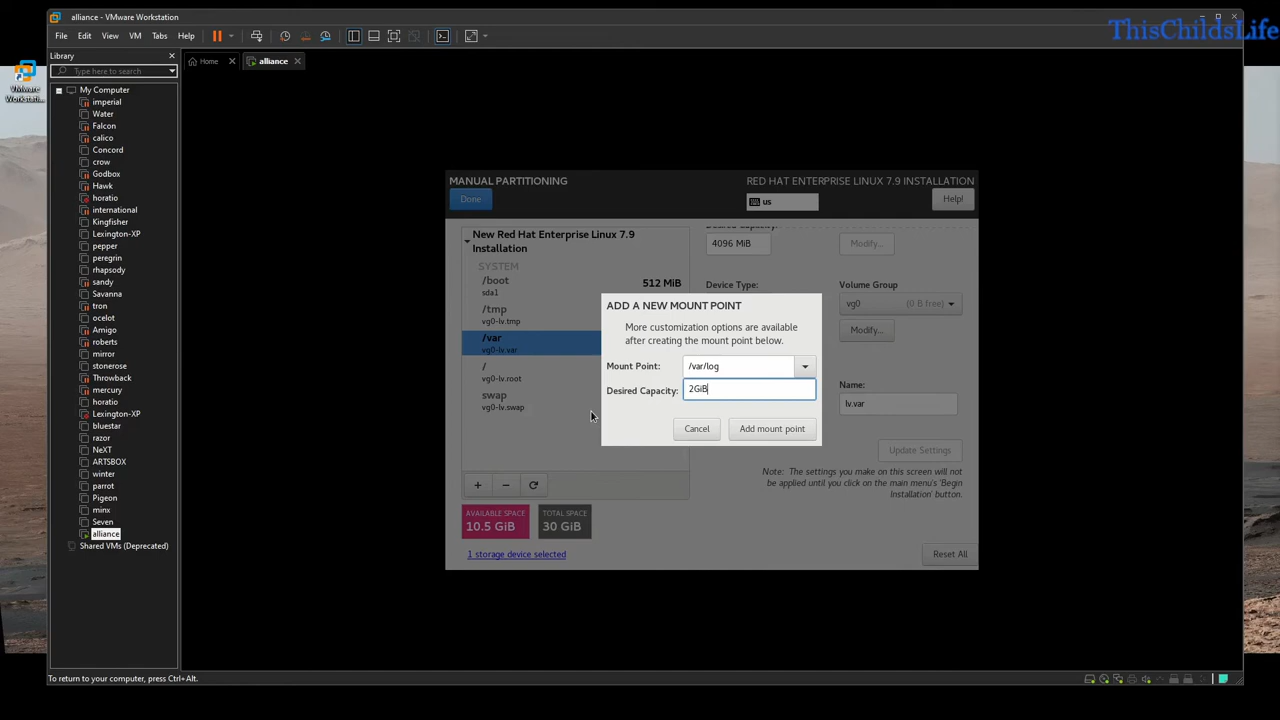 alliance - VMware Workstation
ThisChildsLife
File Edit View VM Tabs Help
Library
Type here to search
Home
alliance
VMware
Workstati...
My Computer
imperial
Water
Falcon
calico
Concord
crow
Godbox
Hawk
horatio
international
Kingfisher
Lexington-XP
pepper
peregrin
rhapsody
sandy
Savanna
tron
ocelot
Amigo
roberts
mirror
stonerose
Throwback
mercury
horatio
Lexington-XP
bluestar
razor
NeXT
ARTSBOX
winter
parrot
Pigeon
minx
Seven
alliance
Shared VMs (Deprecated)
MANUAL PARTITIONING
Done
RED HAT ENTERPRISE LINUX 7.9 INSTALLATION
us
Help!
New Red Hat Enterprise Linux 7.9
Installation
SYSTEM
/boot
512 MiB
sda1
/tmp
vg0-lv.tmp
/var
vg0-lv.var
/
vg0-lv.root
swap
vg0-lv.swap
+ −
AVAILABLE SPACE
10.5 GiB
TOTAL SPACE
30 GiB
1 storage device selected
Desired Capacity:
4096 MiB
Modify...
Device Type:
Volume Group
vg0 (0 B free)
Modify...
Name:
lv.var
Update Settings
Note: The settings you make on this screen will
not be applied until you click on the main menu's 'Begin
Installation' button.
Reset All
ADD A NEW MOUNT POINT
More customization options are available
after creating the mount point below.
Mount Point: /var/log
Desired Capacity: 2GiB
Cancel Add mount point
To return to your computer, press Ctrl+Alt.